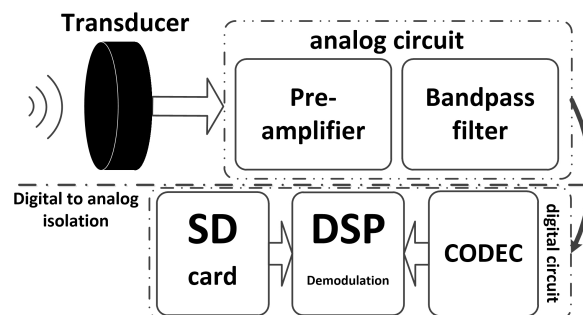 Transducer
analog circuit
Pre-
amplifier
Bandpass
filter
Digital to analog
isolation
SD
card
DSP
Demodulation
CODEC
digital circuit